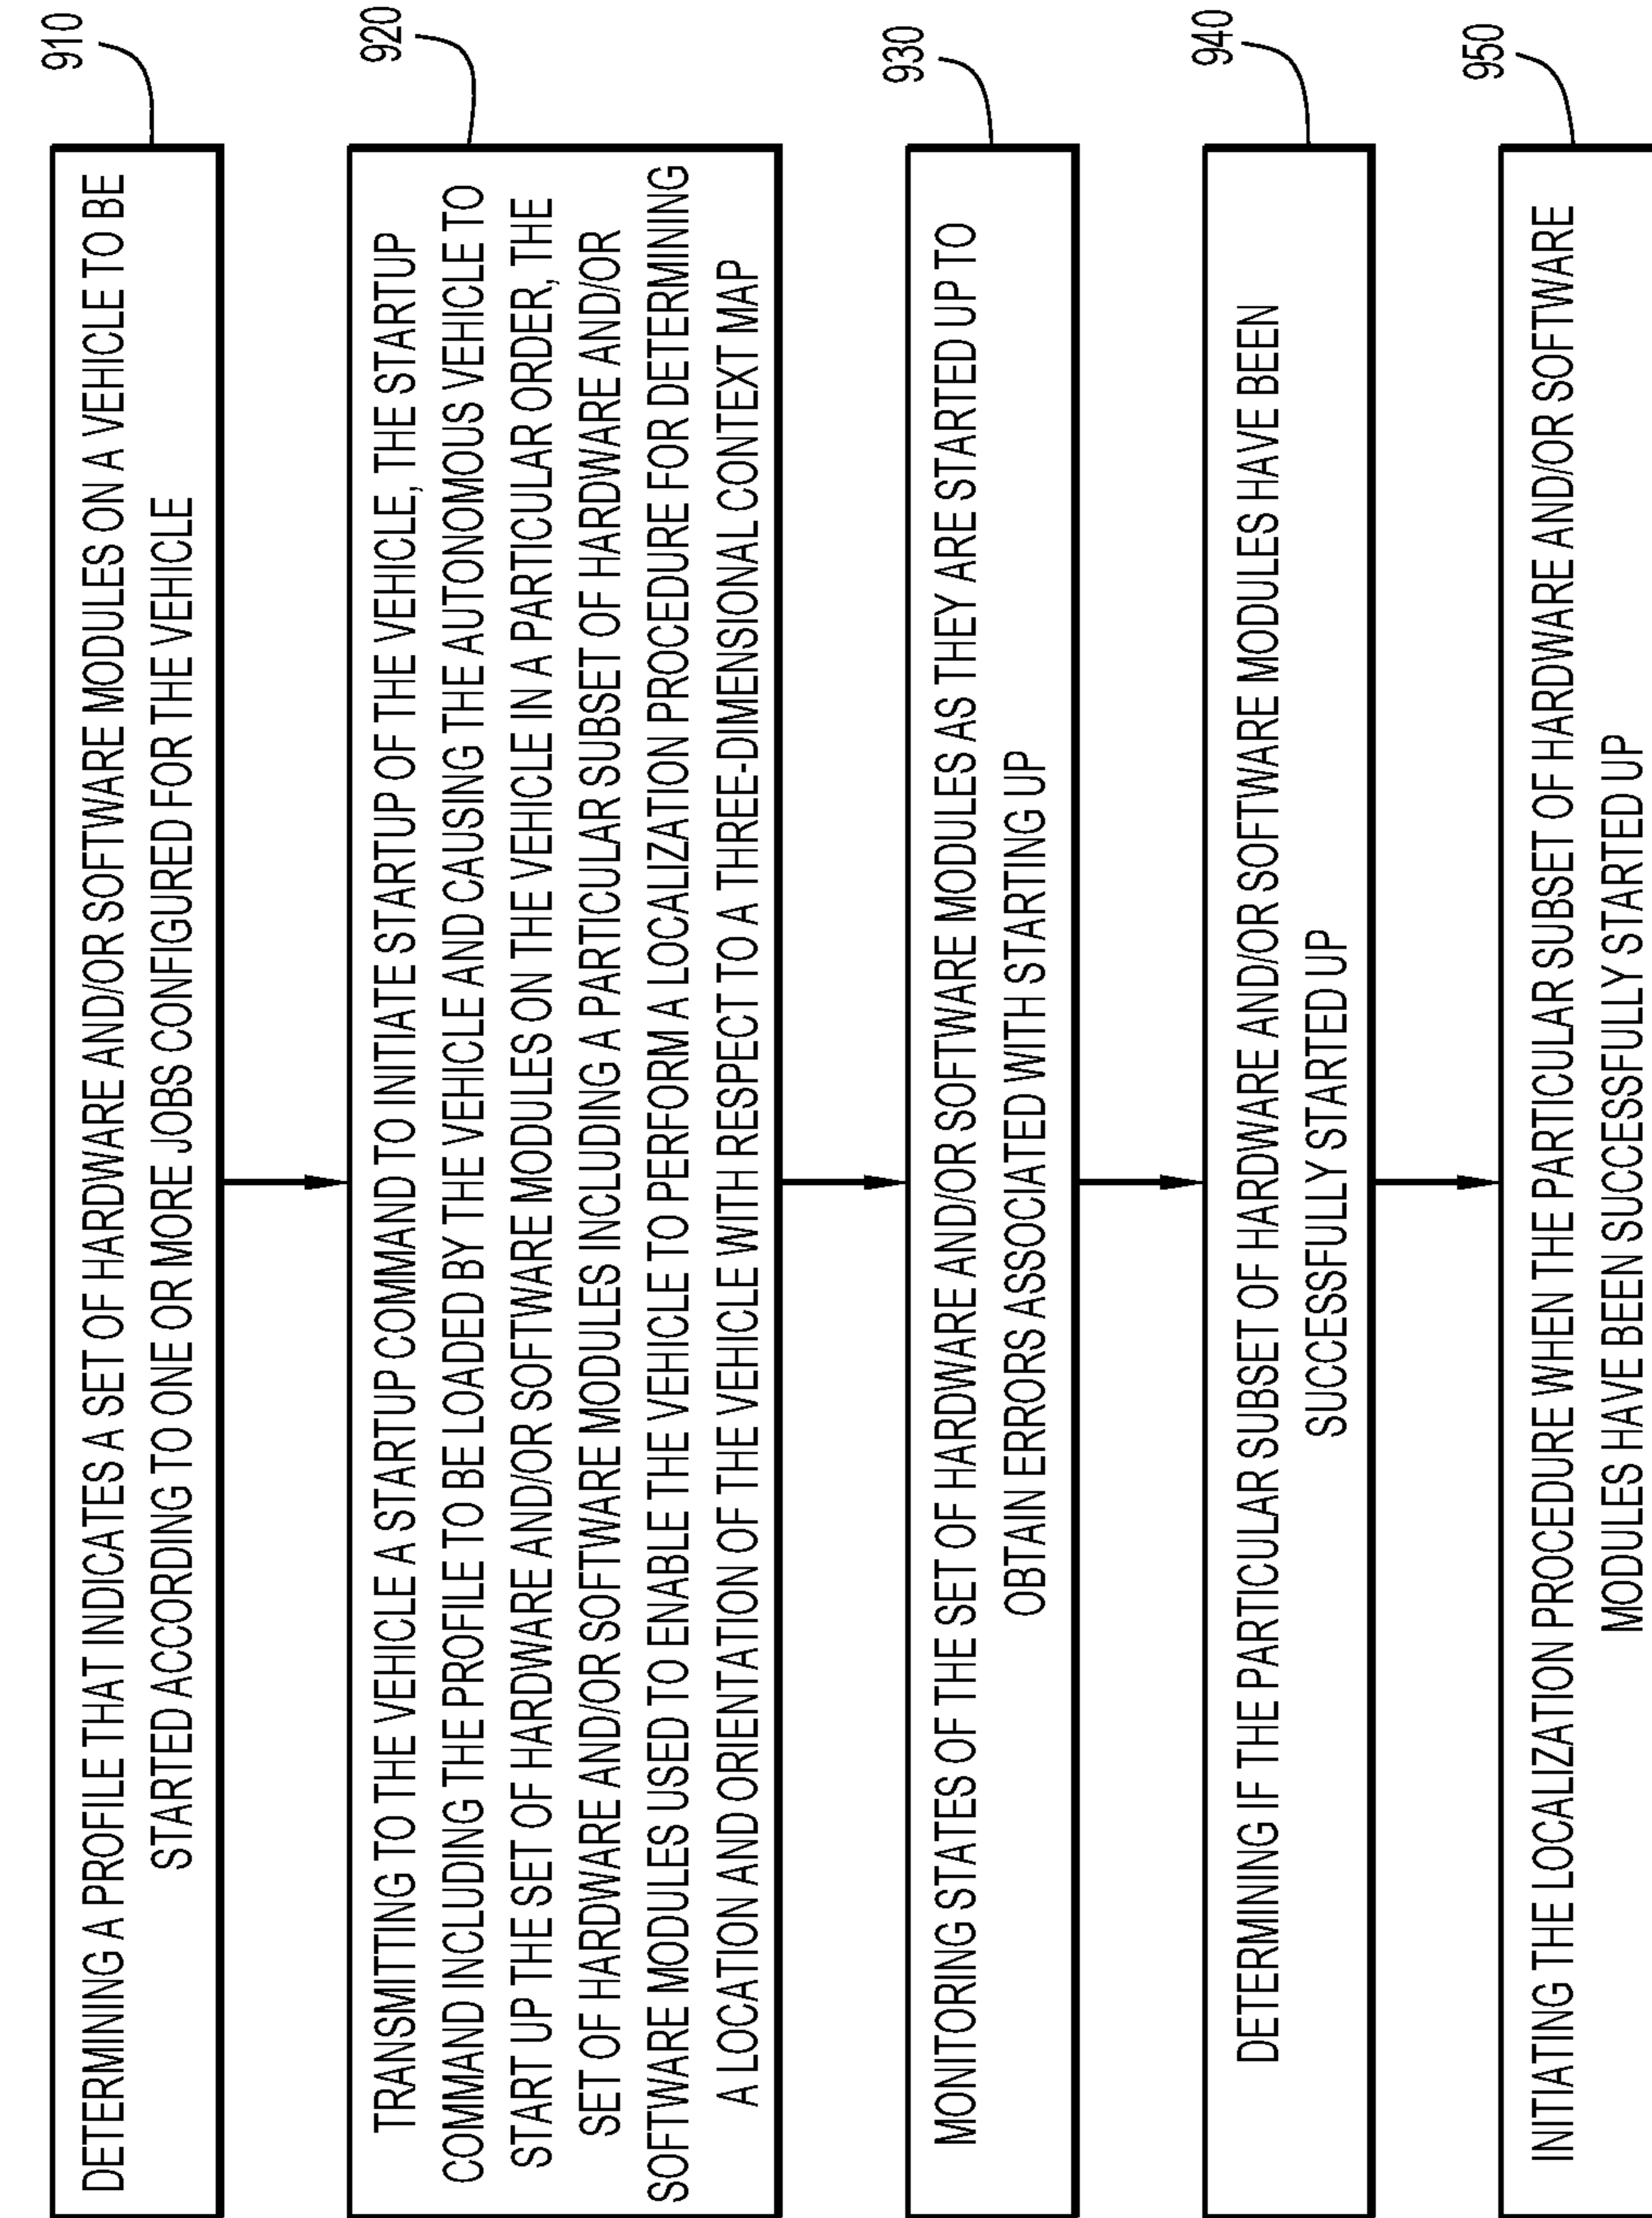 910
DETERMINING A PROFILE THAT INDICATES A SET OF HARDWARE AND/OR SOFTWARE MODULES ON A VEHICLE TO BE
STARTED ACCORDING TO ONE OR MORE JOBS CONFIGURED FOR THE VEHICLE
920
TRANSMITTING TO THE VEHICLE A STARTUP COMMAND TO INITIATE STARTUP OF THE VEHICLE, THE STARTUP
COMMAND INCLUDING THE PROFILE TO BE LOADED BY THE VEHICLE AND CAUSING THE AUTONOMOUS VEHICLE TO
START UP THE SET OF HARDWARE AND/OR SOFTWARE MODULES ON THE VEHICLE IN A PARTICULAR ORDER, THE
SET OF HARDWARE AND/OR SOFTWARE MODULES INCLUDING A PARTICULAR SUBSET OF HARDWARE AND/OR
SOFTWARE MODULES USED TO ENABLE THE VEHICLE TO PERFORM A LOCALIZATION PROCEDURE FOR DETERMINING
A LOCATION AND ORIENTATION OF THE VEHICLE WITH RESPECT TO A THREE-DIMENSIONAL CONTEXT MAP
930
MONITORING STATES OF THE SET OF HARDWARE AND/OR SOFTWARE MODULES AS THEY ARE STARTED UP TO
OBTAIN ERRORS ASSOCIATED WITH STARTING UP
940
DETERMINING IF THE PARTICULAR SUBSET OF HARDWARE AND/OR SOFTWARE MODULES HAVE BEEN
SUCCESSFULLY STARTED UP
950
INITIATING THE LOCALIZATION PROCEDURE WHEN THE PARTICULAR SUBSET OF HARDWARE AND/OR SOFTWARE
MODULES HAVE BEEN SUCCESSFULLY STARTED UP